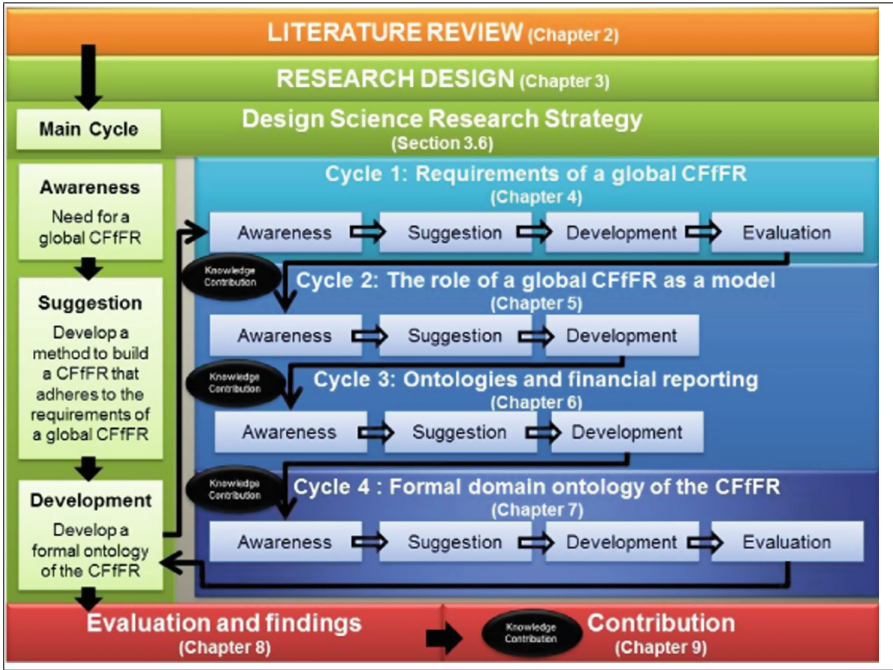 LITERATURE REVIEW (Chapter 2)
RESEARCH DESIGN (Chapter 3)
Main Cycle
Design Science Research Strategy
(Section 3.6)
Awareness
Need for a
global CFfFR
Suggestion
Develop a
method to build
a CFfFR that
adheres to the
requirements of
a global CFfFR
Development
Develop a
formal ontology
of the CFfFR
Cycle 1: Requirements of a global CFfFR
(Chapter 4)
Awareness
Suggestion
Development
Evaluation
Knowledge
Contribution
Cycle 2: The role of a global CFfFR as a model
(Chapter 5)
Awareness
Suggestion
Development
Knowledge
Contribution
Cycle 3: Ontologies and financial reporting
(Chapter 6)
Awareness
Suggestion
Development
Knowledge
Contribution
Cycle 4 : Formal domain ontology of the CFfFR
(Chapter 7)
Awareness
Suggestion
Development
Evaluation
Evaluation and findings
(Chapter 8)
Knowledge
Contribution
Contribution
(Chapter 9)